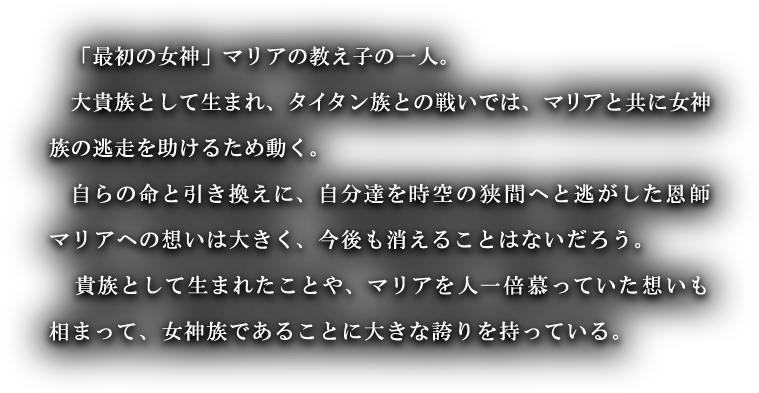 「最初の女神」マリアの教え子の一人。
大貴族として生まれ、タイタン族との戦いでは、マリアと共に女神
族の逃走を助けるため動く。
自らの命と引き換えに、自分達を時空の狭間へと逃がした恩師
マリアへの想いは大きく、今後も消えることはないだろう。
貴族として生まれたことや、マリアを人一倍慕っていた想いも
相まって、女神族であることに大きな誇りを持っている。